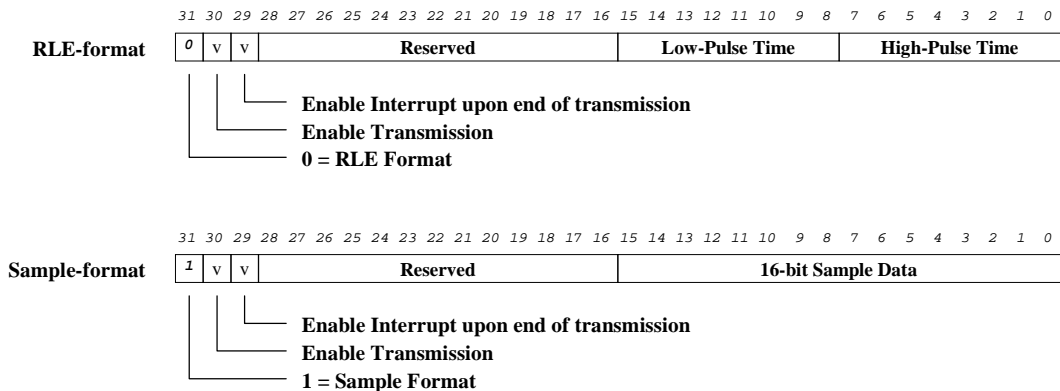 31 30 29 28 27 26 25 24 23 22 21 20 19 18 17 16 15 14 13 12 11 10 9 8 7 6 5 4 3 2 1 0
RLE-format 0 v v Reserved Low-Pulse Time High-Pulse Time
Enable Interrupt upon end of transmission
Enable Transmission
0 = RLE Format
31 30 29 28 27 26 25 24 23 22 21 20 19 18 17 16 15 14 13 12 11 10 9 8 7 6 5 4 3 2 1 0
Sample-format 1 v v Reserved 16-bit Sample Data
Enable Interrupt upon end of transmission
Enable Transmission
1 = Sample Format